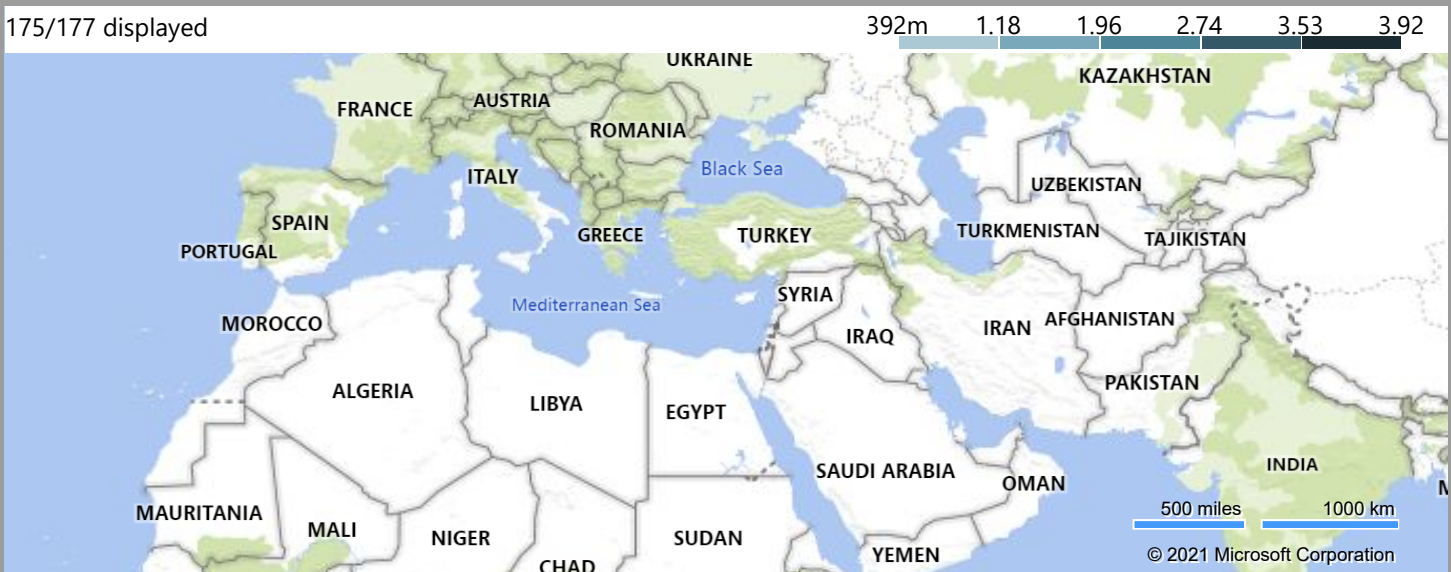 175/177 displayed
392m 1.18 1.96 2.74 3.53 3.92
UKRAINE
KAZAKHSTAN
FRANCE
AUSTRIA
ROMANIA
Black Sea
ITALY
UZBEKISTAN
SPAIN
PORTUGAL
GREECE
TURKEY
TURKMENISTAN
TAJIKISTAN
Mediterranean Sea
SYRIA
MOROCCO
IRAQ
IRAN
AFGHANISTAN
ALGERIA
LIBYA
EGYPT
PAKISTAN
SAUDI ARABIA
OMAN
INDIA
MAURITANIA
MALI
NIGER
CHAD
SUDAN
YEMEN
500 miles 1000 km
© 2021 Microsoft Corporation